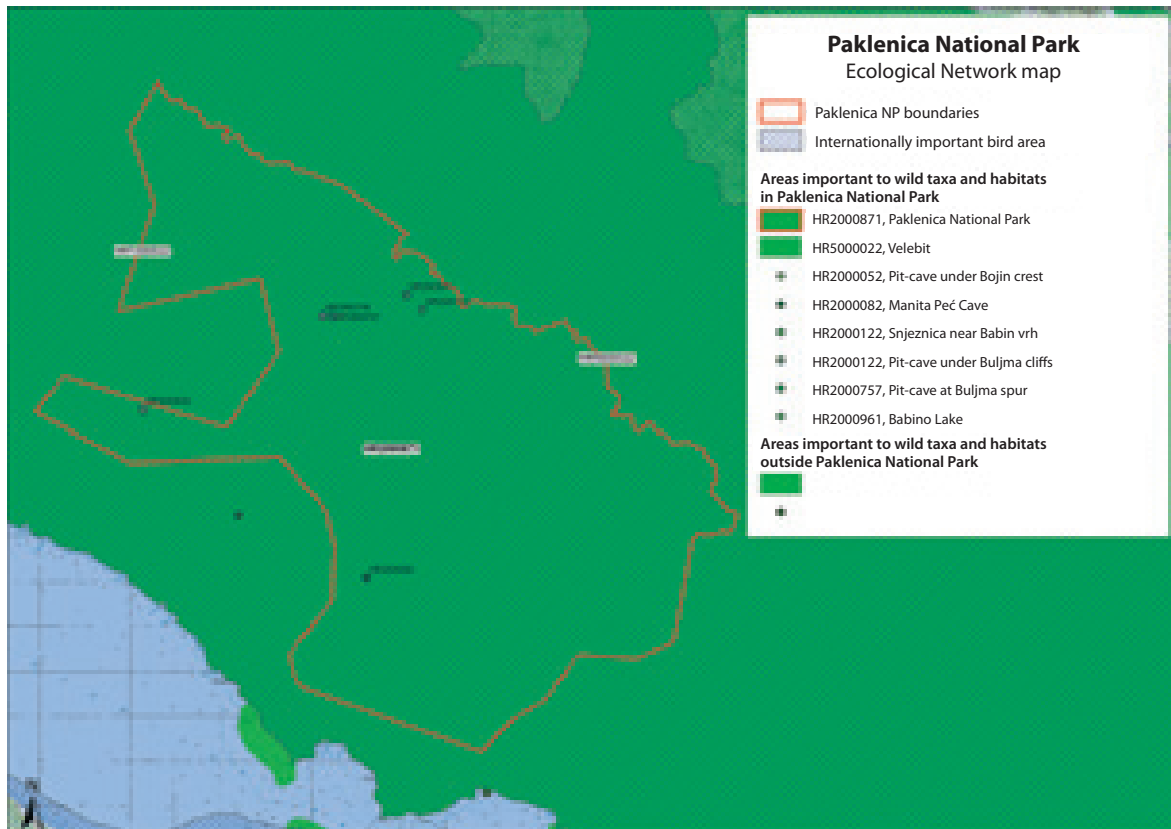 Paklenica National Park
Ecological Network map
Paklenica NP boundaries
Internationally important bird area
Areas important to wild taxa and habitats
in Paklenica National Park
HR2000871, Paklenica National Park
HR5000022, Velebit
HR2000052, Pit-cave under Bojin crest
HR2000082, Manita Peć Cave
HR2000122, Snjeznica near Babin vrh
HR2000122, Pit-cave under Buljma cliffs
HR2000757, Pit-cave at Buljma spur
HR2000961, Babino Lake
Areas important to wild taxa and habitats
outside Paklenica National Park